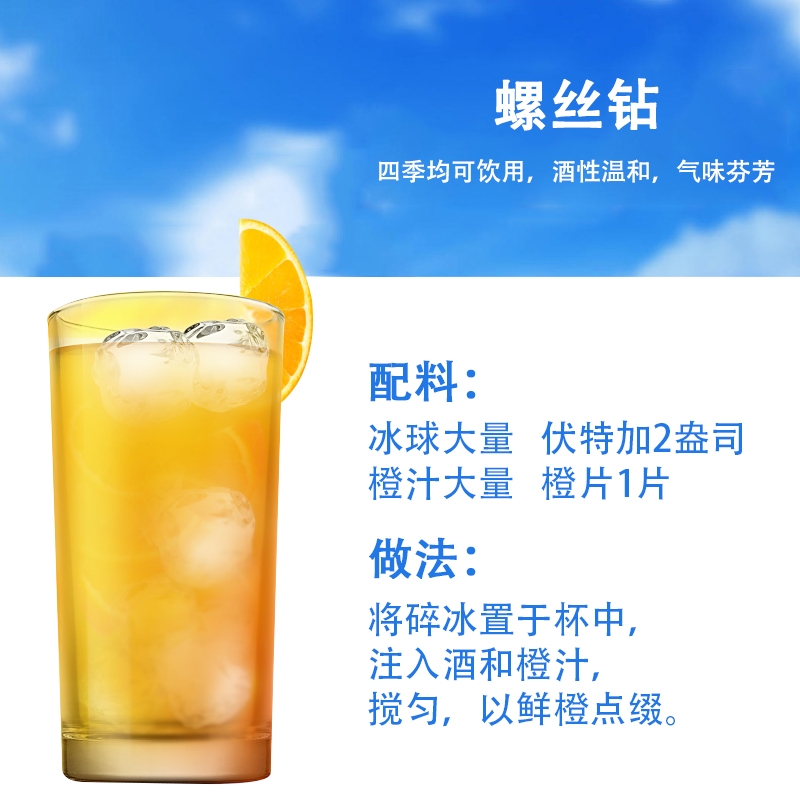 螺丝钻
四季均可饮用，酒性温和，气味芬芳
配料：
冰球大量 伏特加2盎司
橙汁大量 橙片1片
做法：
将碎冰置于杯中，
注入酒和橙汁，
搅匀，以鲜橙点缀。